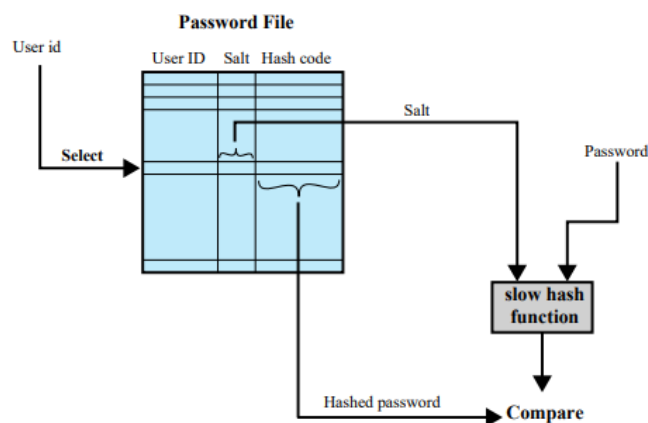 Password File
User id
User ID Salt Hash code
Salt
Select
Password
slow hash
function
Hashed password
Compare